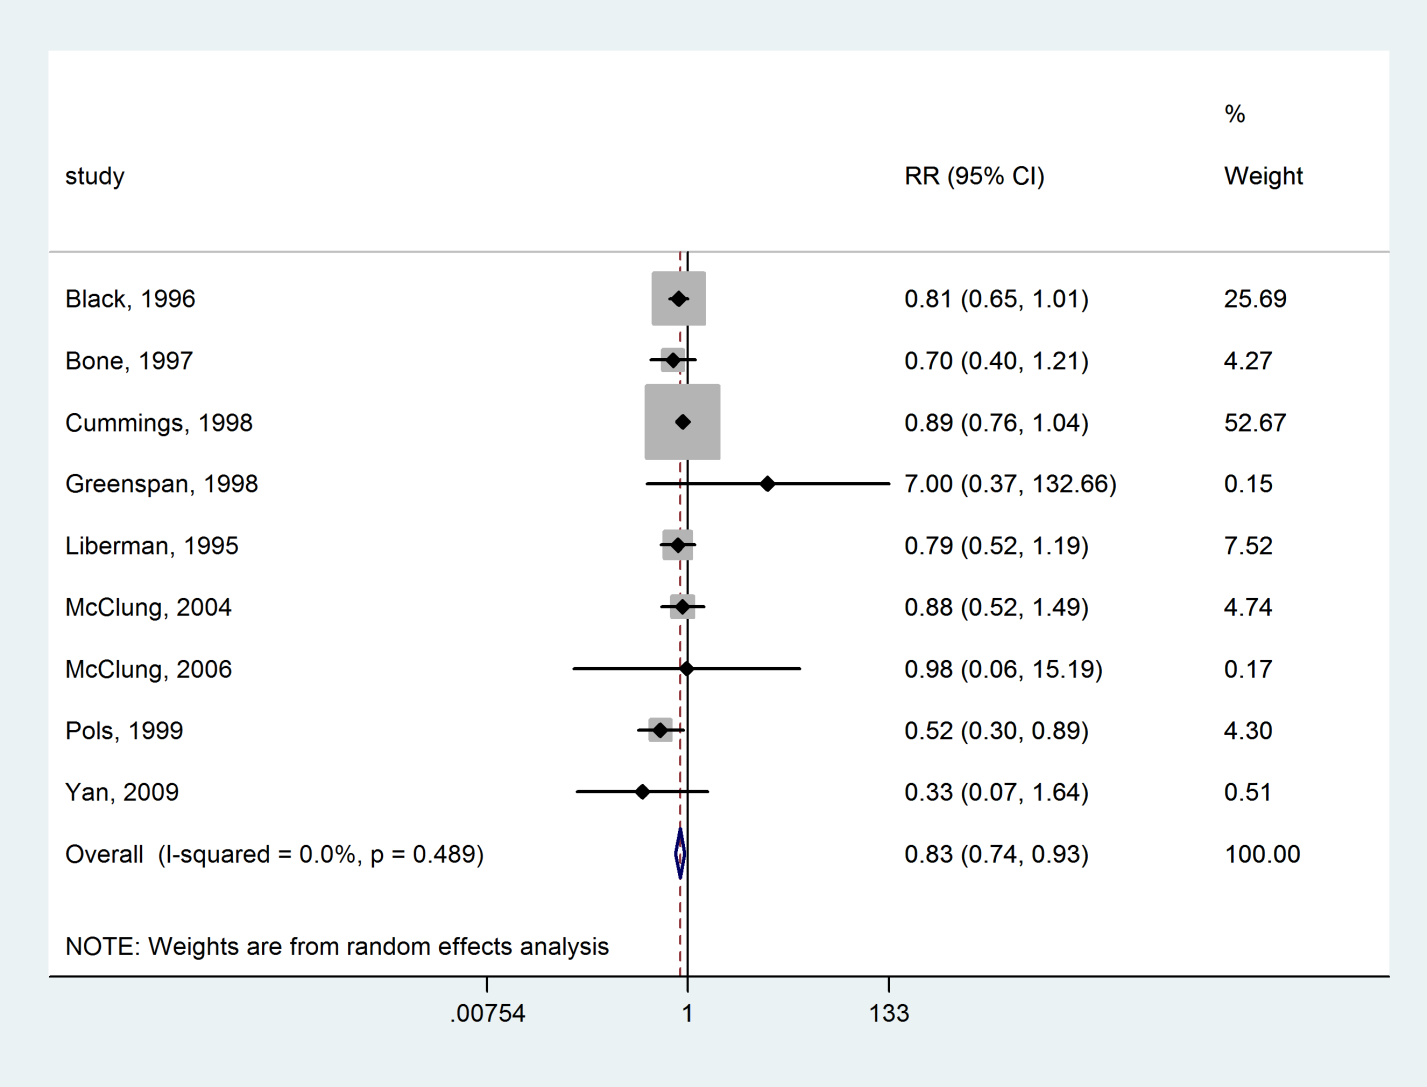 %
study RR (95% CI) Weight
Black, 1996 0.81 (0.65, 1.01) 25.69
Bone, 1997 0.70 (0.40, 1.21) 4.27
Cummings, 1998 0.89 (0.76, 1.04) 52.67
Greenspan, 1998 7.00 (0.37, 132.66) 0.15
Liberman, 1995 0.79 (0.52, 1.19) 7.52
McClung, 2004 0.88 (0.52, 1.49) 4.74
McClung, 2006 0.98 (0.06, 15.19) 0.17
Pols, 1999 0.52 (0.30, 0.89) 4.30
Yan, 2009 0.33 (0.07, 1.64) 0.51
Overall (I-squared = 0.0%, p = 0.489) 0.83 (0.74, 0.93) 100.00
NOTE: Weights are from random effects analysis
.00754 1 133